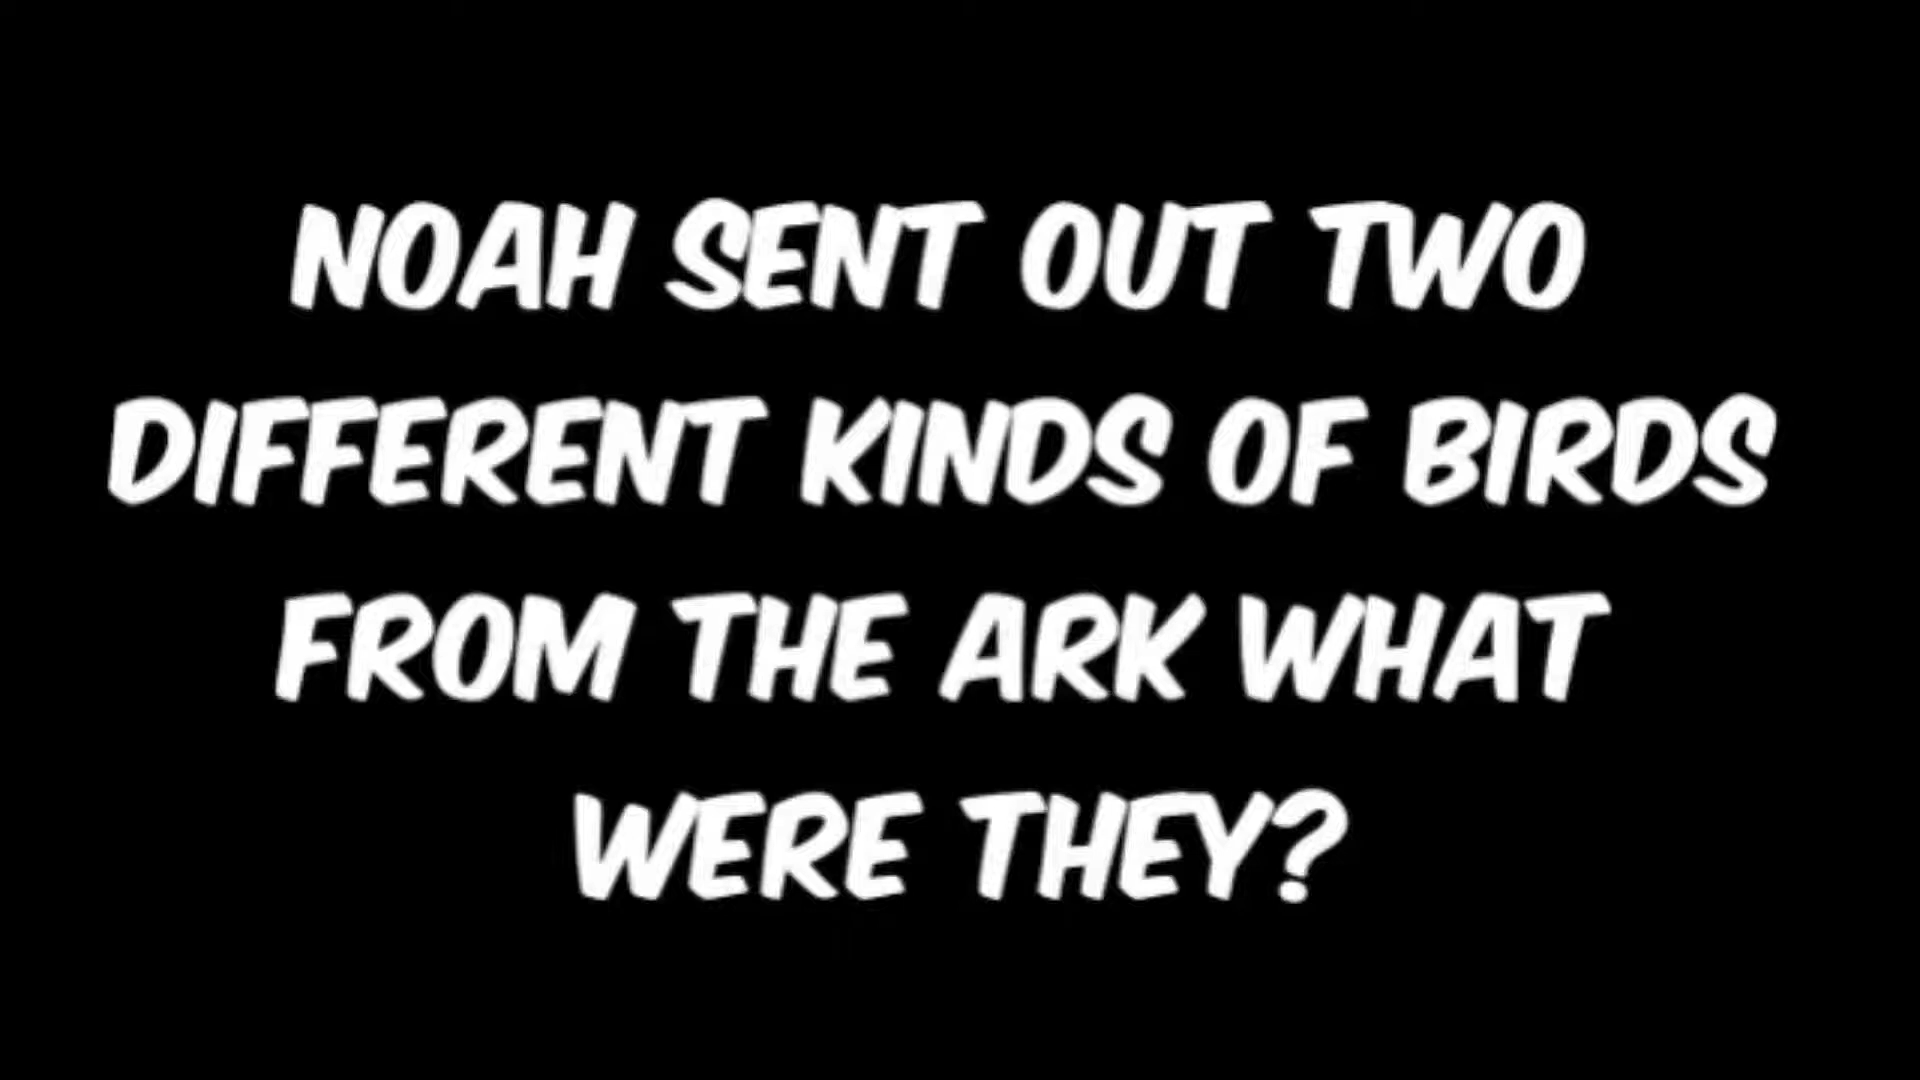 NOAH SENT OUT TWO
DIFFERENT KINDS OF BIRDS
FROM THE ARK WHAT
WERE THEY?